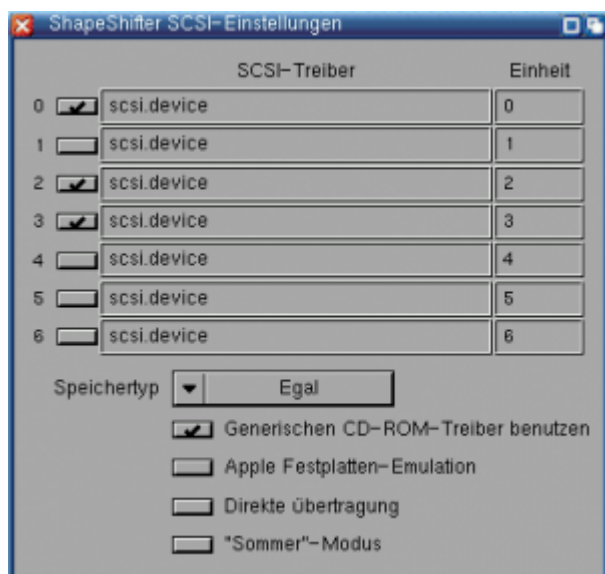 ShapeShifter SCSI-Einstellungen
SCSI-Treiber Einheit
0 scsi.device 0
1 scsi.device 1
2 scsi.device 2
3 scsi.device 3
4 scsi.device 4
5 scsi.device 5
6 scsi.device 6
Speichertyp Egal
Generischen CD-ROM-Treiber benutzen
Apple Festplatten-Emulation
Direkte übertragung
"Sommer"-Modus